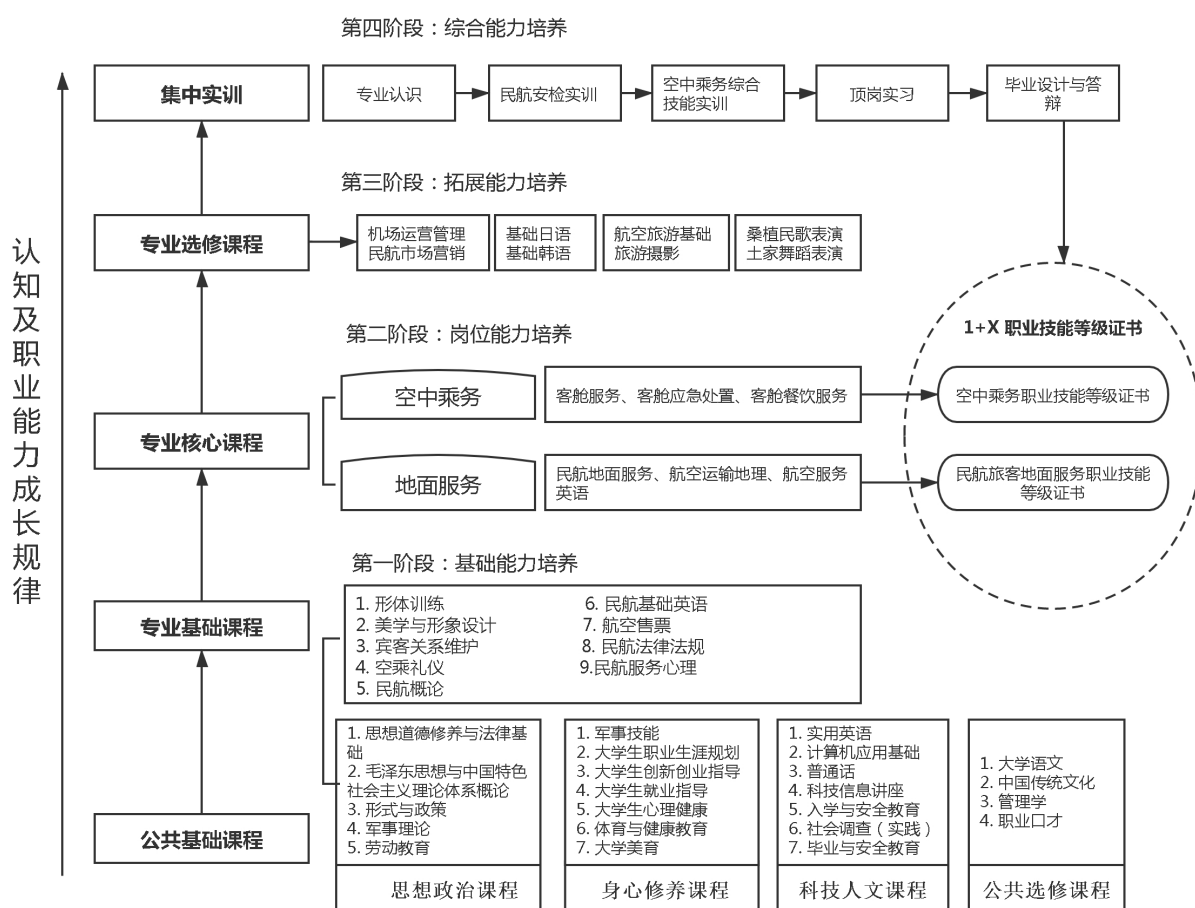 第四阶段：综合能力培养
集中实训
专业认识
民航安检实训
空中乘务综合
技能实训
顶岗实习
毕业设计与答
辩
第三阶段：拓展能力培养
专业选修课程
机场运营管理
民航市场营销
基础日语
基础韩语
航空旅游基础
旅游摄影
桑植民歌表演
土家舞蹈表演
认知及职业能力成长规律
第二阶段：岗位能力培养
1+X 职业技能等级证书
专业核心课程
空中乘务
客舱服务、客舱应急处置、客舱餐饮服务
空中乘务职业技能等级证书
地面服务
民航地面服务、航空运输地理、航空服务
英语
民航旅客地面服务职业技能
等级证书
第一阶段：基础能力培养
专业基础课程
1. 形体训练
2. 美学与形象设计
3. 宾客关系维护
4. 空乘礼仪
5. 民航概论
6. 民航基础英语
7. 航空售票
8. 民航法律法规
9.民航服务心理
公共基础课程
1. 思想道德修养与法律基
础
2. 毛泽东思想与中国特色
社会主义理论体系概论
3. 形式与政策
4. 军事理论
5. 劳动教育
思想政治课程
1. 军事技能
2. 大学生职业生涯规划
3. 大学生创新创业指导
4. 大学生就业指导
5. 大学生心理健康
6. 体育与健康教育
7. 大学美育
身心修养课程
1. 实用英语
2. 计算机应用基础
3. 普通话
4. 科技信息讲座
5. 入学与安全教育
6. 社会调查（实践）
7. 毕业与安全教育
科技人文课程
1. 大学语文
2. 中国传统文化
3. 管理学
4. 职业口才
公共选修课程